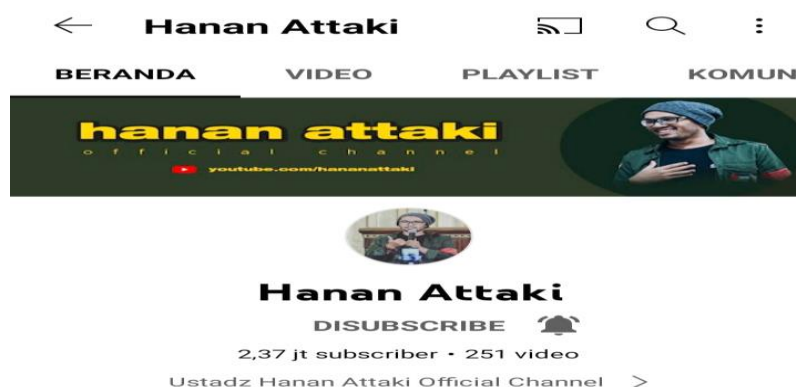 Hanan Attaki
BERANDA VIDEO PLAYLIST KOMUN
hanan attaki
official channel
youtube.com/hananattaki
Hanan Attaki
DISUBSCRIBE
2,37 jt subscriber • 251 video
Ustadz Hanan Attaki Official Channel >